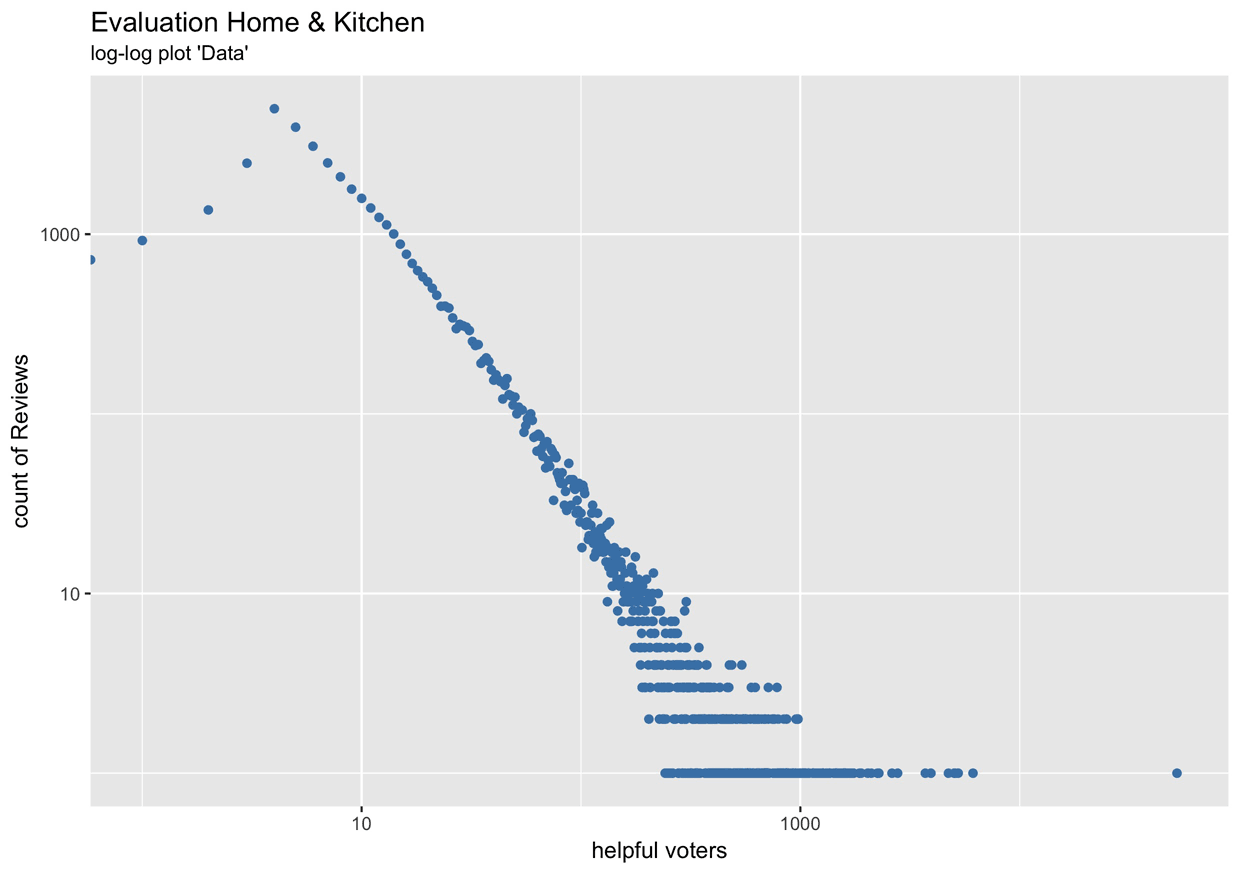 Evaluation Home & Kitchen
log-log plot 'Data'
count of Reviews
1000
10
10
1000
helpful voters